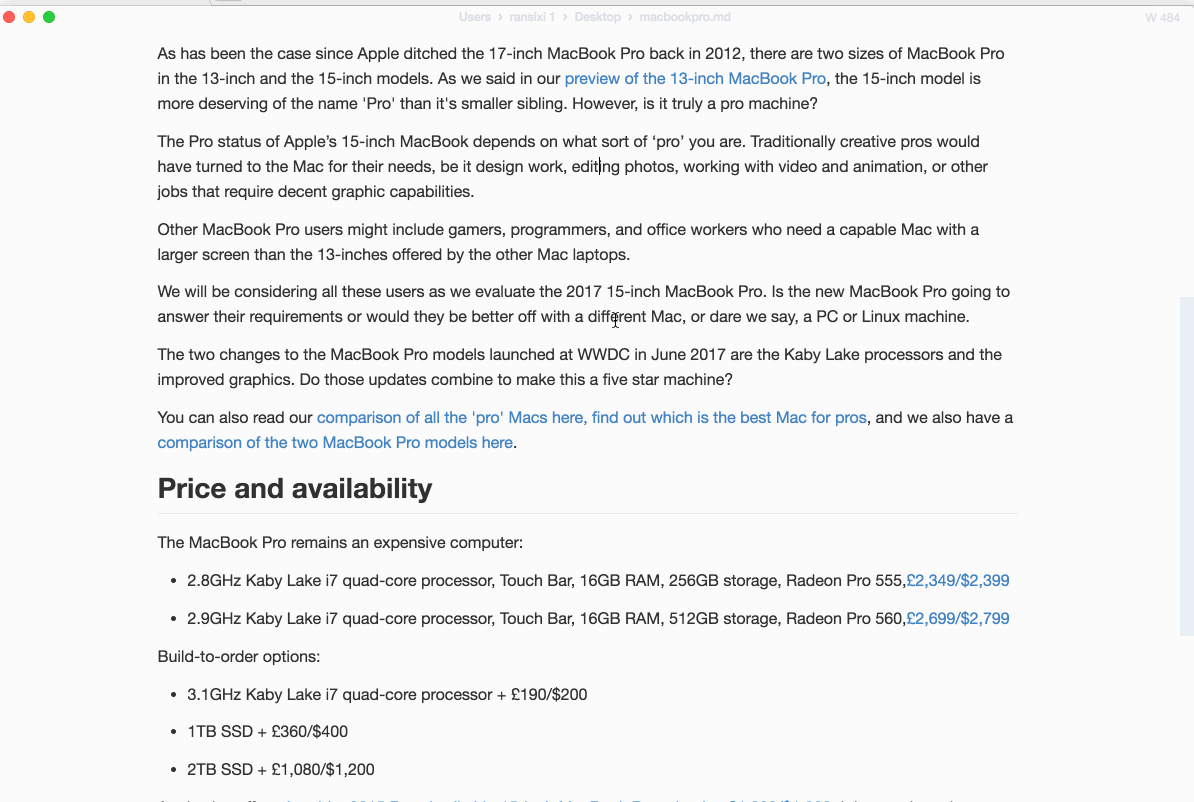 Users › ransixi 1 › Desktop › macbookpro.md
W 484
As has been the case since Apple ditched the 17-inch MacBook Pro back in 2012, there are two sizes of MacBook Pro
in the 13-inch and the 15-inch models. As we said in our preview of the 13-inch MacBook Pro, the 15-inch model is
more deserving of the name 'Pro' than it's smaller sibling. However, is it truly a pro machine?
The Pro status of Apple’s 15-inch MacBook depends on what sort of ‘pro’ you are. Traditionally creative pros would
have turned to the Mac for their needs, be it design work, editing photos, working with video and animation, or other
jobs that require decent graphic capabilities.
Other MacBook Pro users might include gamers, programmers, and office workers who need a capable Mac with a
larger screen than the 13-inches offered by the other Mac laptops.
We will be considering all these users as we evaluate the 2017 15-inch MacBook Pro. Is the new MacBook Pro going to
answer their requirements or would they be better off with a different Mac, or dare we say, a PC or Linux machine.
The two changes to the MacBook Pro models launched at WWDC in June 2017 are the Kaby Lake processors and the
improved graphics. Do those updates combine to make this a five star machine?
You can also read our comparison of all the 'pro' Macs here, find out which is the best Mac for pros, and we also have a
comparison of the two MacBook Pro models here.
Price and availability
The MacBook Pro remains an expensive computer:
• 2.8GHz Kaby Lake i7 quad-core processor, Touch Bar, 16GB RAM, 256GB storage, Radeon Pro 555,£2,349/$2,399
• 2.9GHz Kaby Lake i7 quad-core processor, Touch Bar, 16GB RAM, 512GB storage, Radeon Pro 560,£2,699/$2,799
Build-to-order options:
• 3.1GHz Kaby Lake i7 quad-core processor + £190/$200
• 1TB SSD + £360/$400
• 2TB SSD + £1,080/$1,200